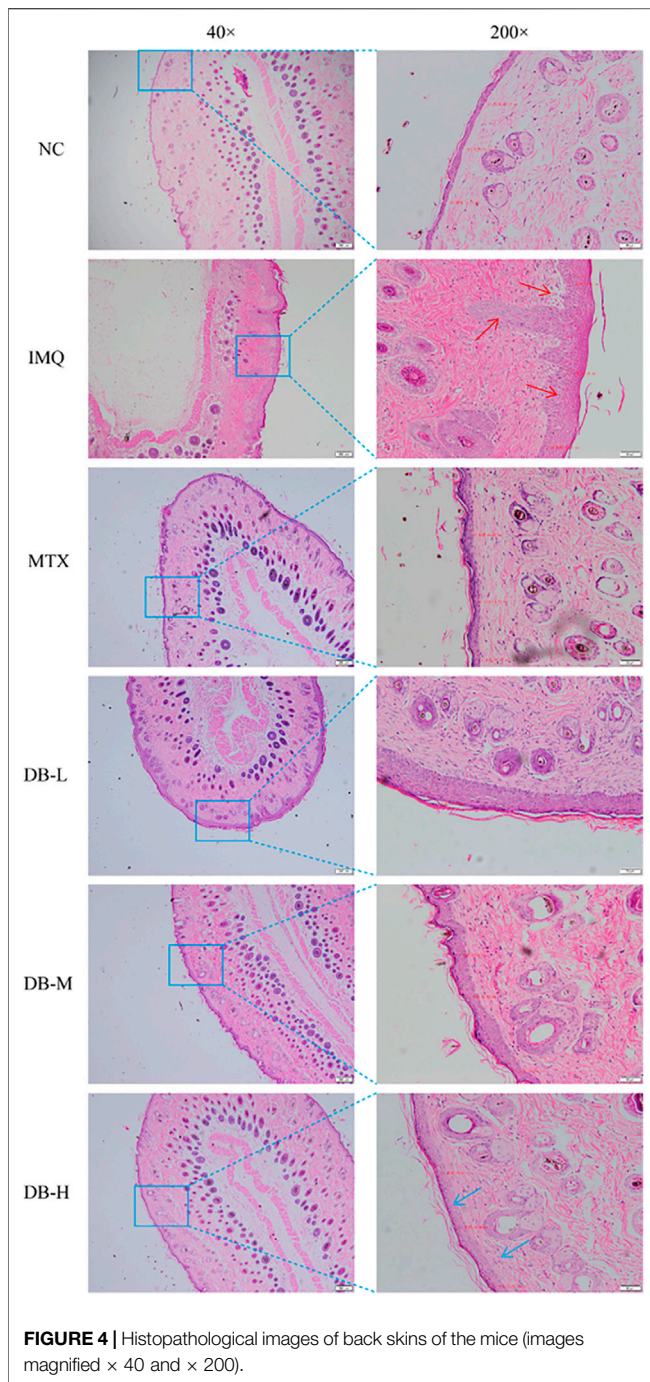 40×
200×
NC
IMQ
MTX
DB-L
DB-M
DB-H
FIGURE 4 | Histopathological images of back skins of the mice (images
magnified × 40 and × 200).